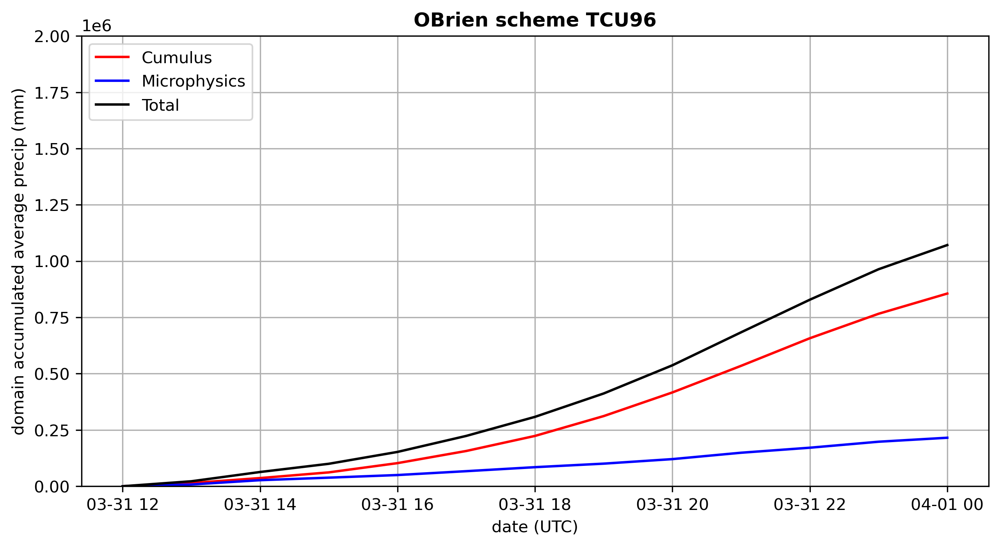 OBrien scheme TCU96
1e6
2.00
1.75
1.50
1.25
1.00
0.75
0.50
0.25
0.00
domain accumulated average precip (mm)
Cumulus
Microphysics
Total
03-31 12 03-31 14 03-31 16 03-31 18 03-31 20 03-31 22 04-01 00
date (UTC)